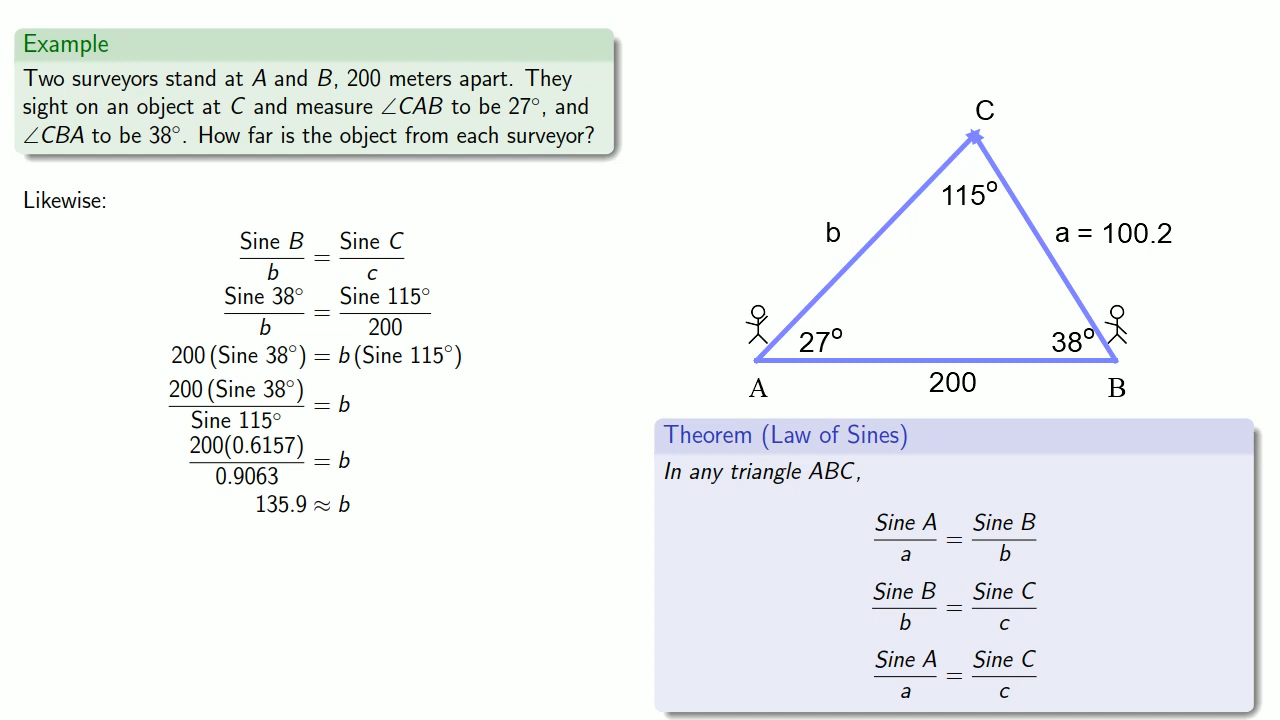 Example
Two surveyors stand at A and B, 200 meters apart. They
sight on an object at C and measure ∠CAB to be 27°, and
∠CBA to be 38°. How far is the object from each surveyor?
Likewise:
Sine B / b = Sine C / c
Sine 38° / b = Sine 115° / 200
200 (Sine 38°) = b (Sine 115°)
200 (Sine 38°) / Sine 115° = b
200(0.6157) / 0.9063 = b
135.9 ≈ b
C
115°
b
a = 100.2
27°
38°
A
200
B
Theorem (Law of Sines)
In any triangle ABC,
Sine A / a = Sine B / b
Sine B / b = Sine C / c
Sine A / a = Sine C / c